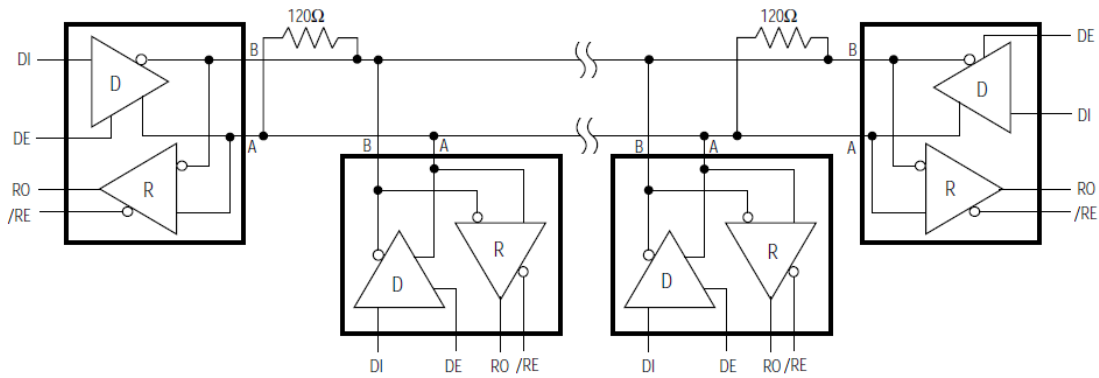 120Ω 120Ω
B B
DI D D DE
DE DI
A B A B A A
RO R R RO
/RE /RE
R R
D D
DI DE RO /RE DI DE RO /RE